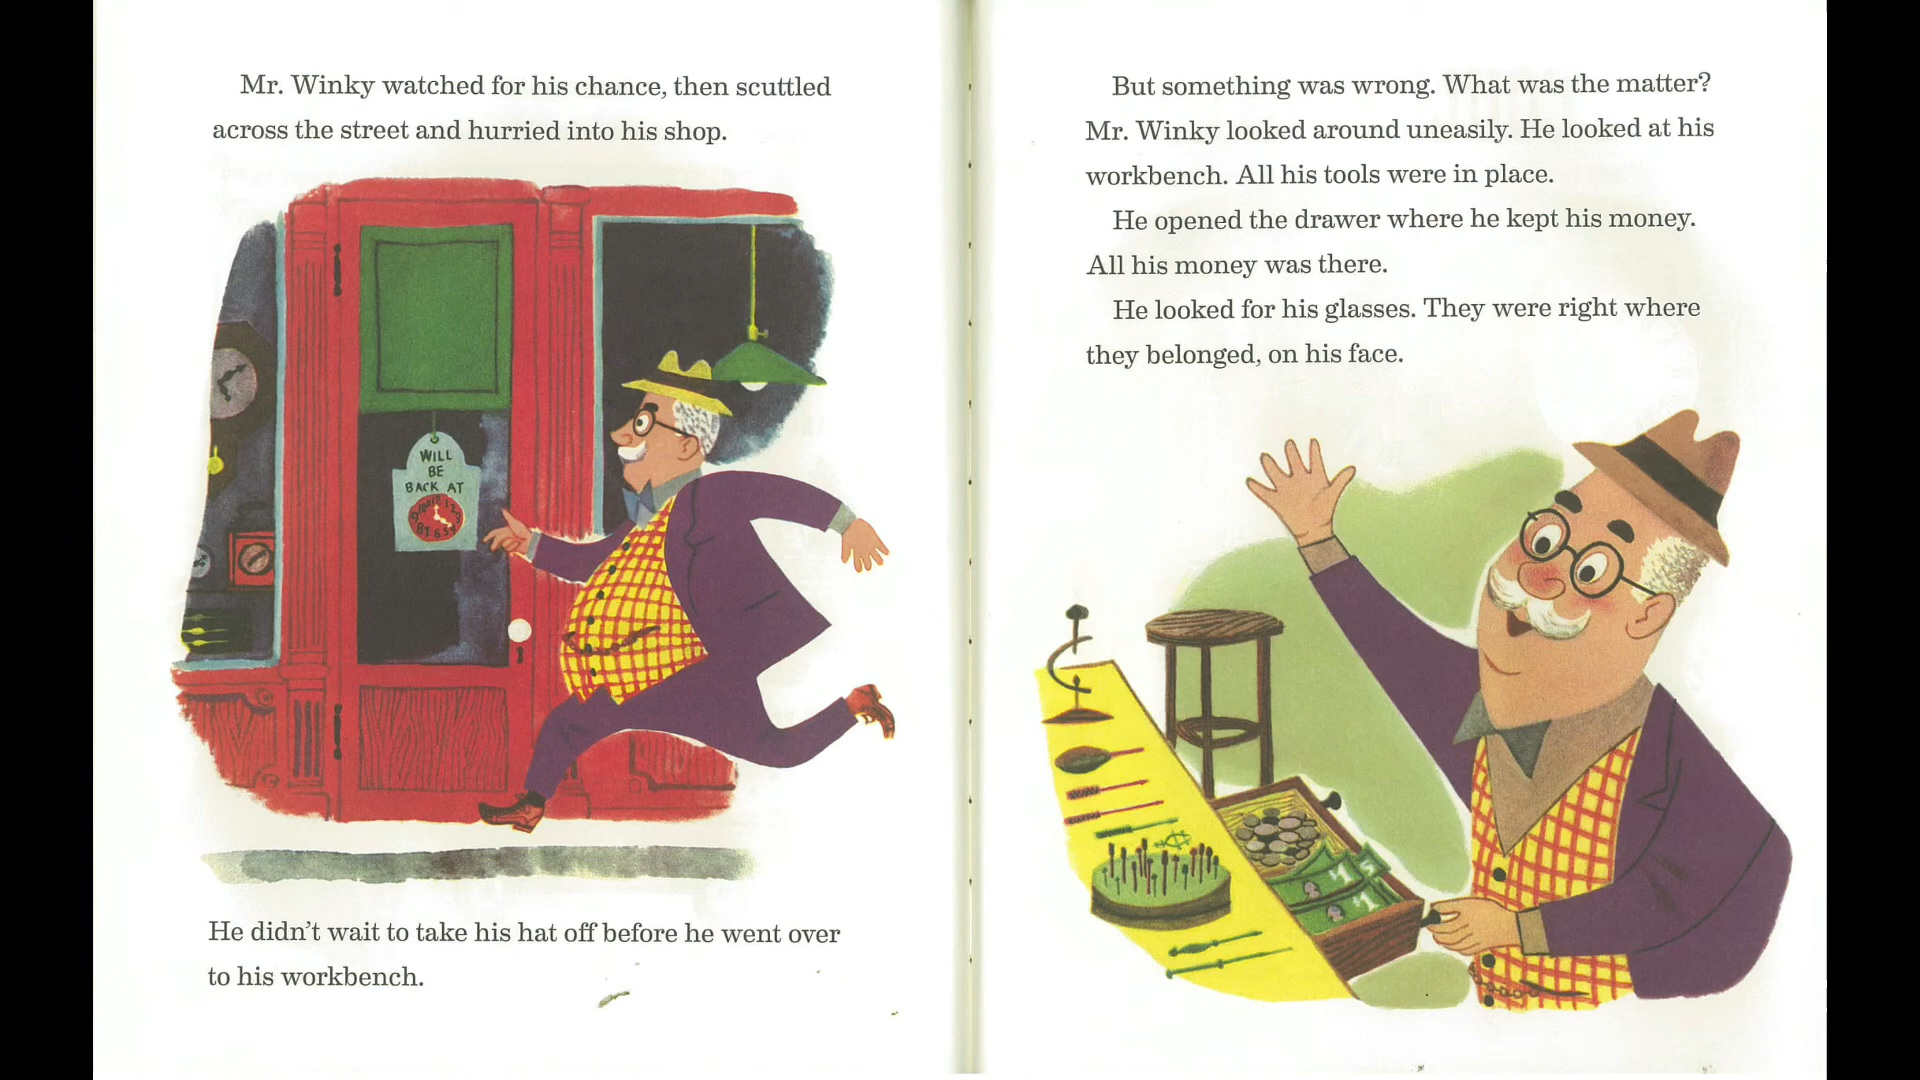 Mr. Winky watched for his chance, then scuttled
across the street and hurried into his shop.
WILL
BE
BACK AT
He didn't wait to take his hat off before he went over
to his workbench.
But something was wrong. What was the matter?
Mr. Winky looked around uneasily. He looked at his
workbench. All his tools were in place.
He opened the drawer where he kept his money.
All his money was there.
He looked for his glasses. They were right where
they belonged, on his face.
1
1